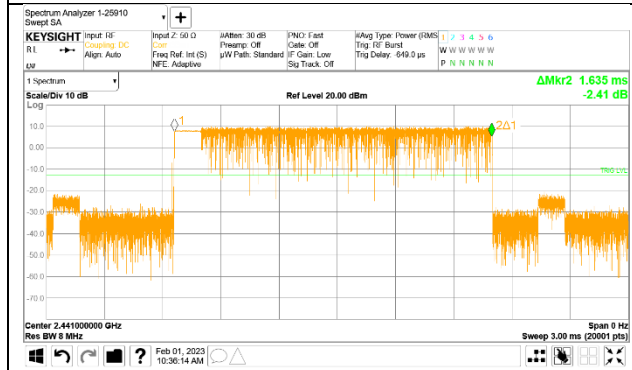 Spectrum Analyzer 1-25910
Swept SA
KEYSIGHT Input: RF Input Z: 50 Ω #Atten: 30 dB PNO: Fast #Avg Type: Power (RMS 1 2 3 4 5 6
RL Coupling: DC Corr Preamp: Off Gate: Off Trig: RF Burst W W W W W W
Align: Auto Freq Ref: Int (S) µW Path: Standard IF Gain: Low Trig Delay: 649.0 µs
NFE: Adaptive Sig Track: Off P N N N N N
1 Spectrum ΔMkr2 1.635 ms
Scale/Div 10 dB Ref Level 20.00 dBm -2.41 dB
Log
1 2Δ1
10.0
0.00
-10.0
TRIG LVL
-20.0
-30.0
-40.0
-50.0
-60.0
-70.0
Center 2.441000000 GHz Span 0 Hz
Res BW 8 MHz Sweep 3.00 ms (20001 pts)
? Feb 01, 2023
10:36:14 AM